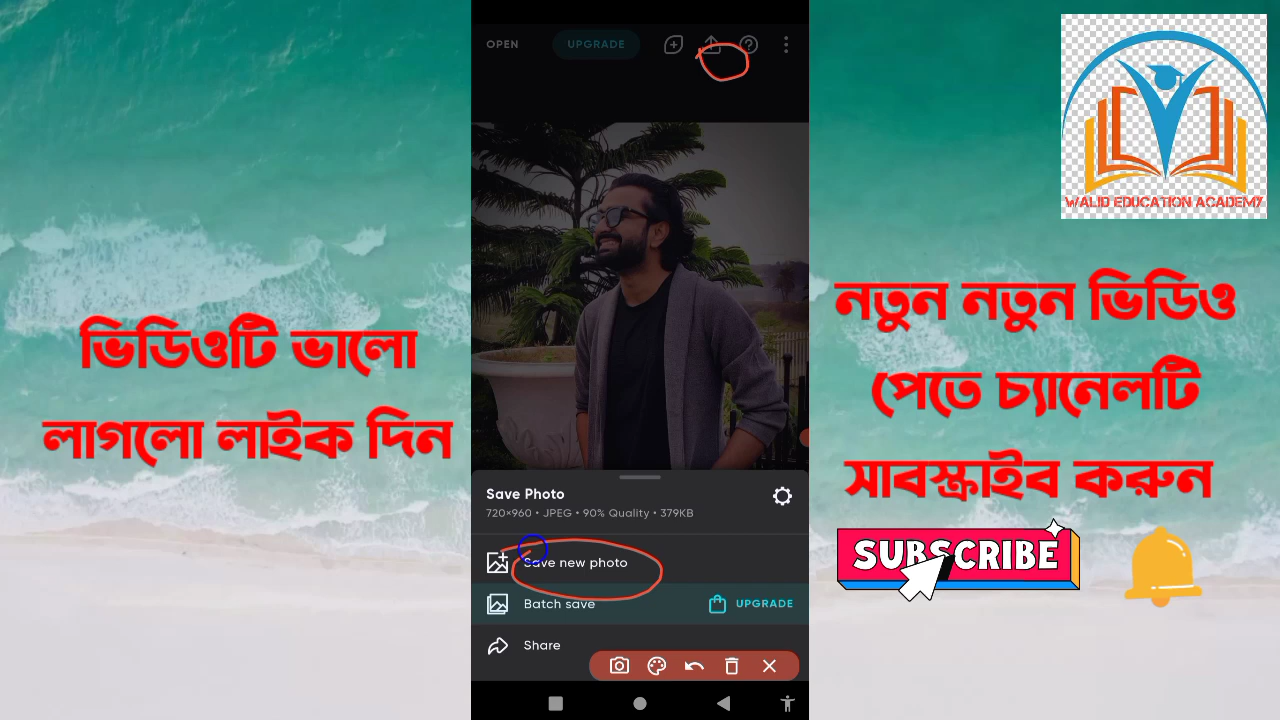 OPEN
UPGRADE
WALID EDUCATION ACADEMY
ভিডিওটি ভালো
লাগলো লাইক দিন
নতুন নতুন ভিডিও
পেতে চ্যানেলটি
সাবস্ক্রাইব করুন
SUBSCRIBE
Save Photo
720×960 • JPEG • 90% Quality • 379KB
Save new photo
Batch save UPGRADE
Share